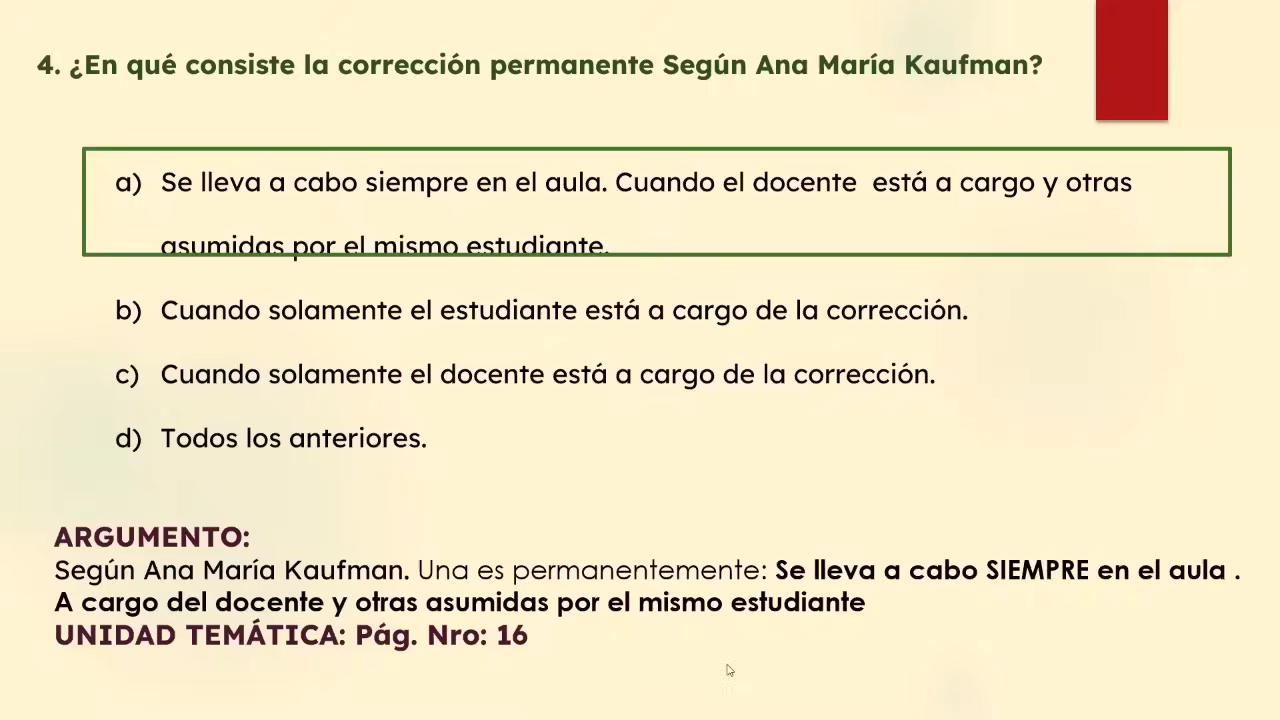 4. ¿En qué consiste la corrección permanente Según Ana María Kaufman?
a) Se lleva a cabo siempre en el aula. Cuando el docente está a cargo y otras
asumidas por el mismo estudiante.
b) Cuando solamente el estudiante está a cargo de la corrección.
c) Cuando solamente el docente está a cargo de la corrección.
d) Todos los anteriores.
ARGUMENTO:
Según Ana María Kaufman. Una es permanentemente: Se lleva a cabo SIEMPRE en el aula .
A cargo del docente y otras asumidas por el mismo estudiante
UNIDAD TEMÁTICA: Pág. Nro: 16